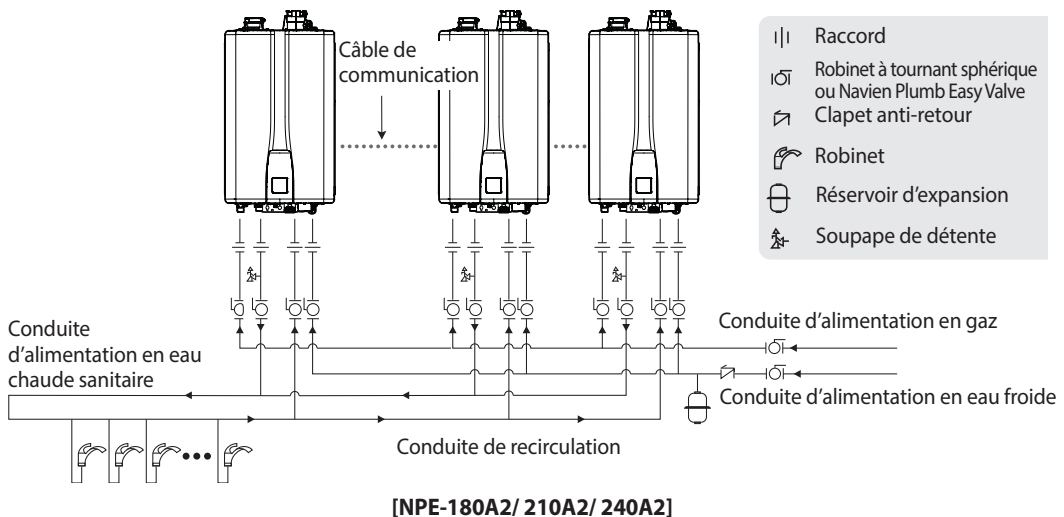 Câble de
communication
Raccord
Robinet à tournant sphérique
ou Navien Plumb Easy Valve
Clapet anti-retour
Robinet
Réservoir d'expansion
Soupape de détente
Conduite
d'alimentation en eau
chaude sanitaire
Conduite d'alimentation en gaz
Conduite d'alimentation en eau froide
Conduite de recirculation
[NPE-180A2/ 210A2/ 240A2]